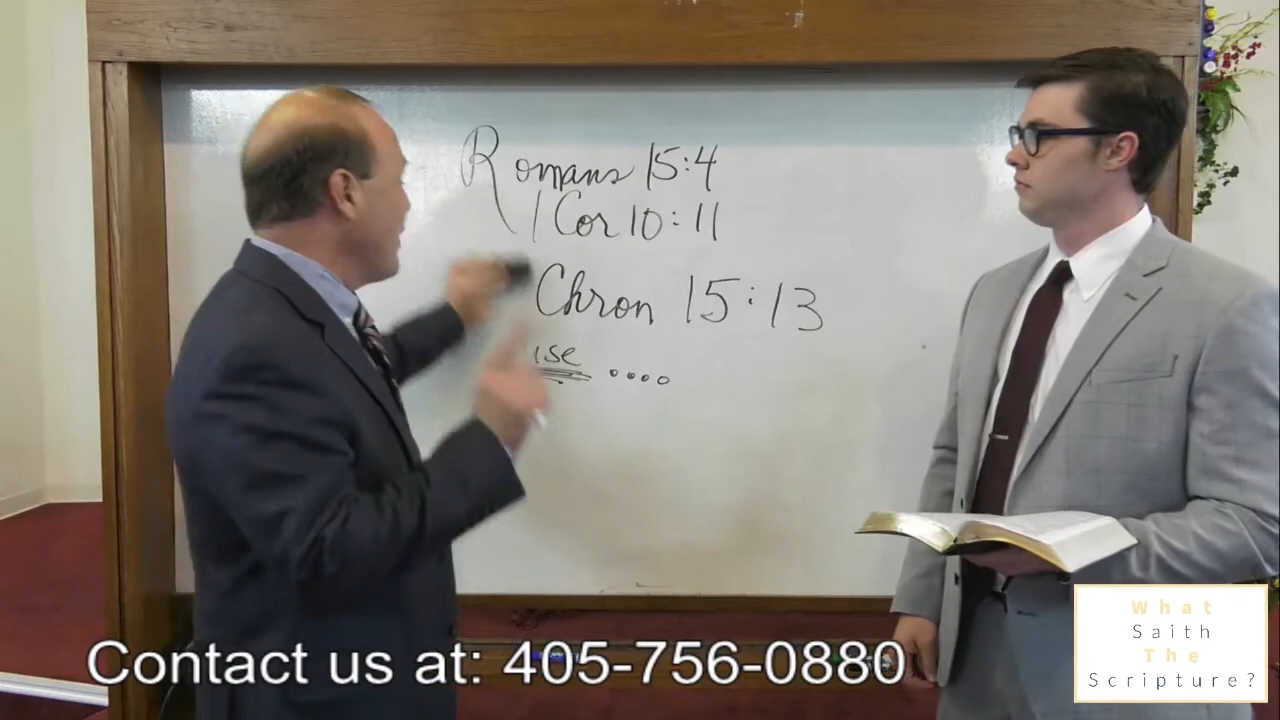 Romans 15:4
1 Cor 10:11
Chron 15:13
....
Contact us at: 405-756-0880
What
Saith
The
Scripture?